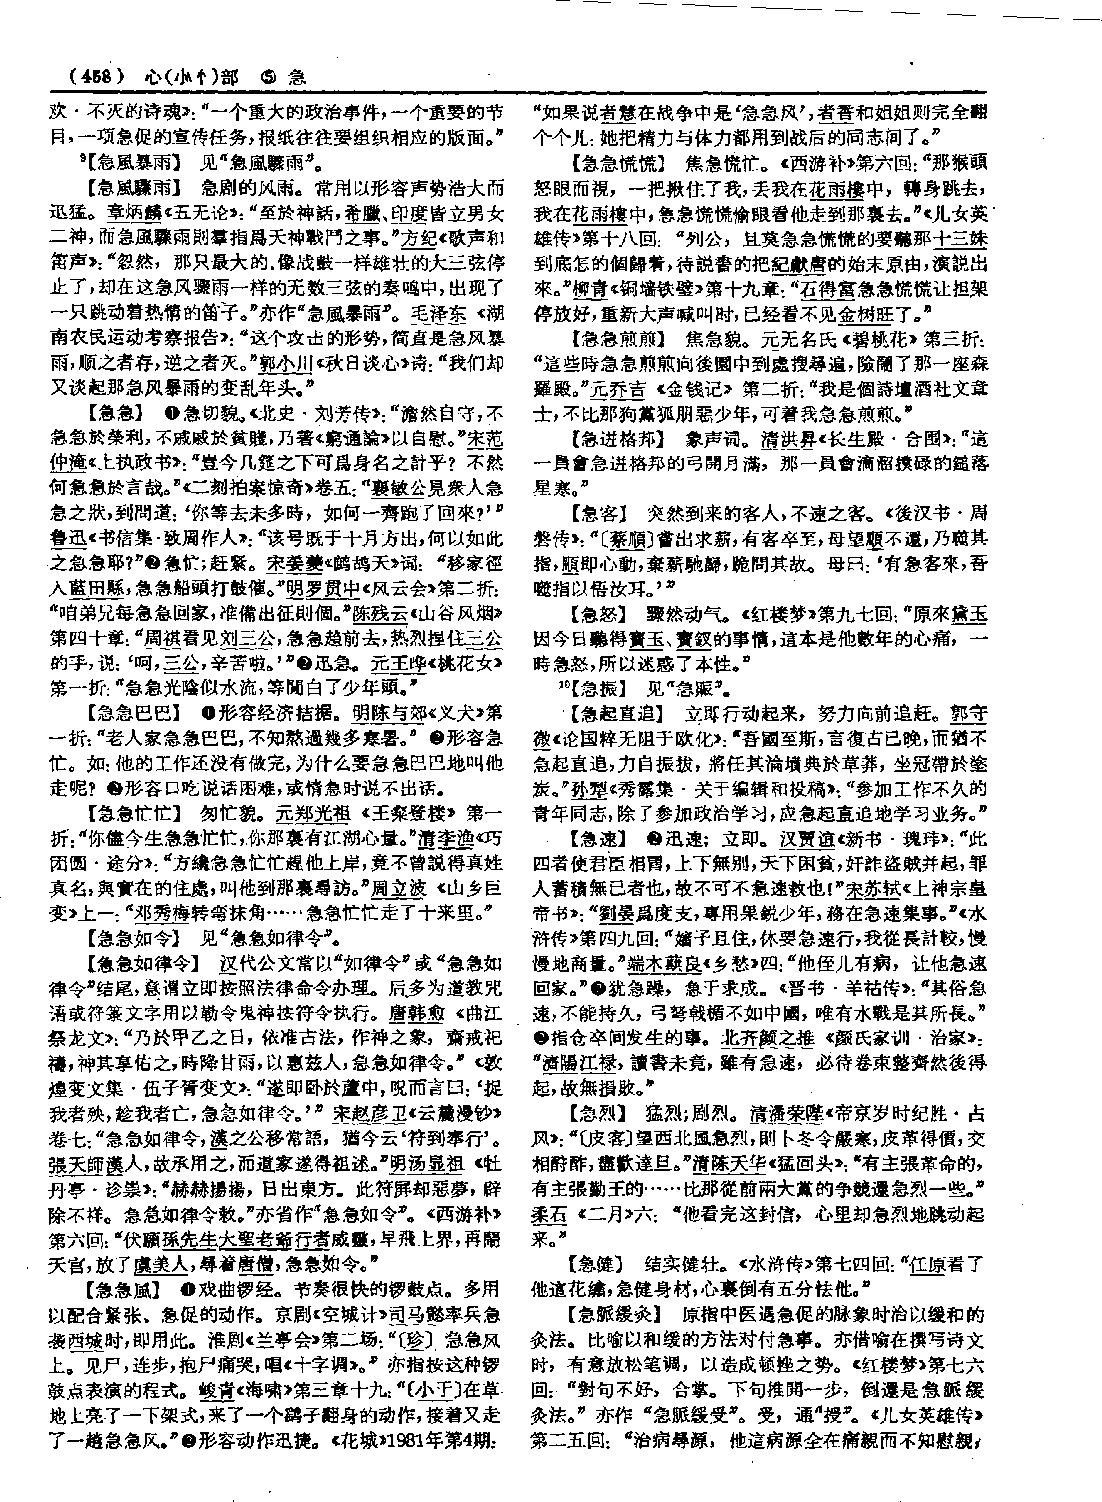 (458) 心(小忄)部 ⑤ 急
欢·不灭的诗魂》:“一个重大的政治事件,一个重要的节
目,一项急促的宣传任务,报纸往往要组织相应的版面。”
⁹【急風暴雨】 见“急風驟雨”。
【急風驟雨】 急剧的风雨。常用以形容声势浩大而
迅猛。章炳麟《五无论》:“至於神話,希臘、印度皆立男女
二神,而急風驟雨則羣指爲天神戰鬥之事。”方纪《歌声和
笛声》:“忽然,那只最大的,像战鼓一样雄壮的大三弦停
止了,却在这急风骤雨一样的无数三弦的奏鸣中,出现了
一只跳动着热情的笛子。”亦作“急風暴雨”。毛泽东《湖
南农民运动考察报告》:“这个攻击的形势,简直是急风暴
雨,顺之者存,逆之者灭。”郭小川《秋日谈心》诗:“我们却
又谈起那急风暴雨的变乱年头。”
【急急】 ❶急切貌。《北史·刘芳传》:“澹然自守,不
急急於榮利,不戚戚於貧賤,乃著《窮通論》以自慰。”宋范
仲淹《上执政书》:“豈今几筵之下可爲身名之計乎?不然
何急急於言哉。”《二刻拍案惊奇》卷五:“襄敏公見衆人急
急之狀,到問道:‘你等去未多時,如何一齊跑了回來?’”
鲁迅《书信集·致周作人》:“该号既于十月方出,何以如此
之急急耶?”❷急忙;赶紧。宋姜夔《鹧鸪天》词:“移家徑
入藍田縣,急急船頭打鼓催。”明罗贯中《风云会》第二折:
“咱弟兄每急急回家,准備出征則個。”陈残云《山谷风烟》
第四十章:“周祺看见刘三公,急急趋前去,热烈捏住三公
的手,说:‘呵,三公,辛苦啦。’”❸迅急。元王晔《桃花女》
第一折:“急急光陰似水流,等閒白了少年頭。”
【急急巴巴】 ❶形容经济拮据。明陈与郊《义犬》第
一折:“老人家急急巴巴,不知熬過幾多寒暑。” ❷形容急
忙。如:他的工作还没有做完,为什么要急急巴巴地叫他
走呢? ❸形容口吃说话困难,或情急时说不出话。
【急急忙忙】 匆忙貌。元郑光祖《王粲登楼》第一
折:“你儘今生急急忙忙,你那裏有江湖心量。”清李渔《巧
团圆·途分》:“方纔急急忙忙趕他上岸,竟不曾説得真姓
真名,與實在的住處,叫他到那裏尋訪。”周立波《山乡巨
变》上一:“邓秀梅转弯抹角……急急忙忙走了十来里。”
【急急如令】 见“急急如律令”。
【急急如律令】 汉代公文常以“如律令”或“急急如
律令”结尾,意谓立即按照法律命令办理。后多为道教咒
语或符箓文字用以勒令鬼神按符令执行。唐韩愈《曲江
祭龙文》:“乃於甲乙之日,依准古法,作神之象,齋戒祀
禱,神其享佑之,時降甘雨,以惠兹人,急急如律令。”《敦
煌变文集·伍子胥变文》:“遂即卧於蘆中,呪而言曰:‘捉
我者殃,趁我者亡,急急如律令。’” 宋赵彦卫《云麓漫钞》
卷七:“急急如律令,漢之公移常語,猶今云‘符到奉行’。
張天師漢人,故承用之,而道家遂得祖述。”明汤显祖《牡
丹亭·诊祟》:“赫赫揚揚,日出東方。此符屏却惡夢,辟
除不祥。急急如律令敕。”亦省作“急急如令”。《西游补》
第六回:“伏願孫先生大聖老爺行者威靈,早飛上界,再鬧
天宫,放了虞美人,尋着唐僧,急急如令。”
【急急風】 ❶戏曲锣经。节奏很快的锣鼓点。多用
以配合紧张、急促的动作。京剧《空城计》司马懿率兵急
袭西城时,即用此。淮剧《兰亭会》第二场:“〔珍〕急急风
上。见尸,连步,抱尸痛哭,唱《十字调》。”亦指按这种锣
鼓点表演的程式。峻青《海啸》第三章十九:“〔小于〕在草
地上亮了一下架式,来了一个鹞子翻身的动作,接着又走
了一趟急急风。”❷形容动作迅捷。《花城》1981年第4期:
“如果说者慧在战争中是‘急急风’,者香和姐姐则完全翻
个个儿:她把精力与体力都用到战后的同志间了。”
【急急慌慌】 焦急慌忙。《西游补》第六回:“那猴頭
怒眼而視,一把揪住了我,丢我在花雨樓中,轉身跳去,
我在花雨樓中,急急慌慌偷眼看他走到那裏去。”《儿女英
雄传》第十八回:“列公,且莫急急慌慌的要聽那十三妹
到底怎的個歸着,待説書的把紀獻唐的始末原由,演説出
來。”柳青《铜墙铁壁》第十九章:“石得富急急慌慌让担架
停放好,重新大声喊叫时,已经看不见金树旺了。”
【急急煎煎】 焦急貌。元无名氏《碧桃花》第三折:
“這些時急急煎煎向後園中到處搜尋遍,險鬧了那一座森
羅殿。”元乔吉《金钱记》第二折:“我是個詩壇酒社文章
士,不比那狗黨狐朋惡少年,可着我急急煎煎。”
【急迸格邦】 象声词。清洪昇《长生殿·合围》:“這
一員會急迸格邦的弓開月滿,那一員會滴溜撲碌的鎚落
星寒。”
【急客】 突然到来的客人,不速之客。《後汉书·周
磐传》:“〔蔡順〕嘗出求薪,有客卒至,母望順不還,乃噬其
指,順即心動,棄薪馳歸,跪問其故。母曰:‘有急客來,吾
噬指以悟汝耳。’”
【急怒】 骤然动气。《红楼梦》第九七回:“原來黛玉
因今日聽得寶玉、寶釵的事情,這本是他數年的心病,一
時急怒,所以迷惑了本性。”
¹⁰【急振】 见“急賑”。
【急起直追】 立即行动起来,努力向前追赶。郭守
微《论国粹无阻于欧化》:“吾國至斯,言復古已晚,而猶不
急起直追,力自振拔,將任其淪墳典於草莽,坐冠帶於塗
炭。”孙犁《秀露集·关于编辑和投稿》:“参加工作不久的
青年同志,除了参加政治学习,应急起直追地学习业务。”
【急速】 ❶迅速;立即。汉贾谊《新书·瑰玮》:“此
四者使君臣相冒,上下無别,天下困貧,奸詐盗賊并起,罪
人蓄積無已者也,故不可不急速救也!”宋苏轼《上神宗皇
帝书》:“劉晏爲度支,專用果鋭少年,務在急速集事。”《水
浒传》第四九回:“嬸子且住,休要急速行,我從長計較,慢
慢地商量。”端木蕻良《乡愁》四:“他侄儿有病,让他急速
回家。”❷犹急躁,急于求成。《晋书·羊祜传》:“其俗急
速,不能持久,弓弩戟楯不如中國,唯有水戰是其所長。”
❸指仓卒间发生的事。北齐颜之推《颜氏家训·治家》:
“濟陽江禄,讀書未竟,雖有急速,必待卷束整齊然後得
起,故無損敗。”
【急烈】 猛烈;剧烈。清潘荣陛《帝京岁时纪胜·占
风》:“〔皮客〕望西北風急烈,則卜冬令嚴寒,皮革得價,交
相酧酢,盡歡達旦。”清陈天华《猛回头》:“有主張革命的,
有主張勤王的……比那從前兩大黨的争競還急烈一些。”
柔石《二月》六:“他看完这封信,心里却急烈地跳动起
来。”
【急健】 结实健壮。《水浒传》第七四回:“任原看了
他這花繡,急健身材,心裏倒有五分怯他。”
【急脈缓灸】 原指中医遇急促的脉象时治以缓和的
灸法。比喻以和缓的方法对付急事。亦借喻在撰写诗文
时,有意放松笔调,以造成顿挫之势。《红楼梦》第七六
回:“對句不好,合掌。下句推開一步,倒還是急脈緩
灸法。”亦作“急脈緩受”。受,通“授”。《儿女英雄传》
第二五回:“治病尋源,他這病源全在痛親而不知慰親,